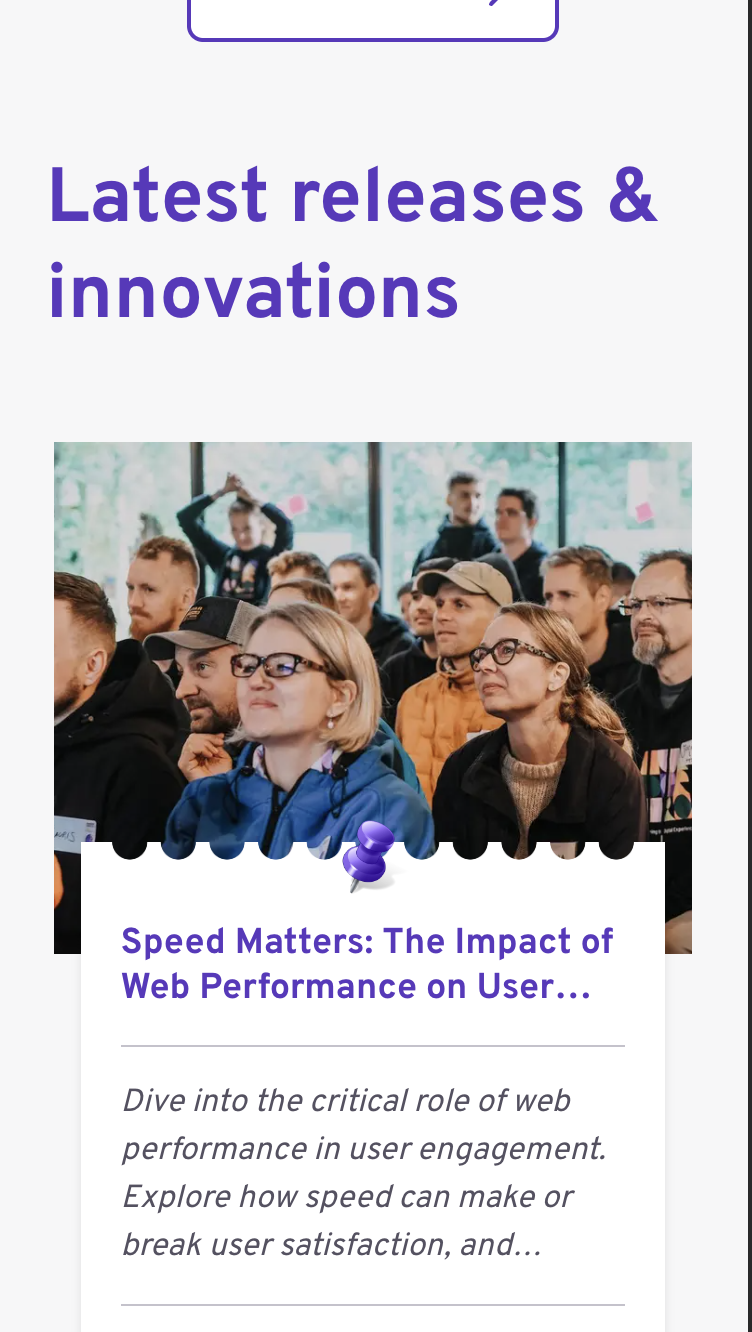 Latest releases &
innovations
Speed Matters: The Impact of
Web Performance on User…
Dive into the critical role of web
performance in user engagement.
Explore how speed can make or
break user satisfaction, and…